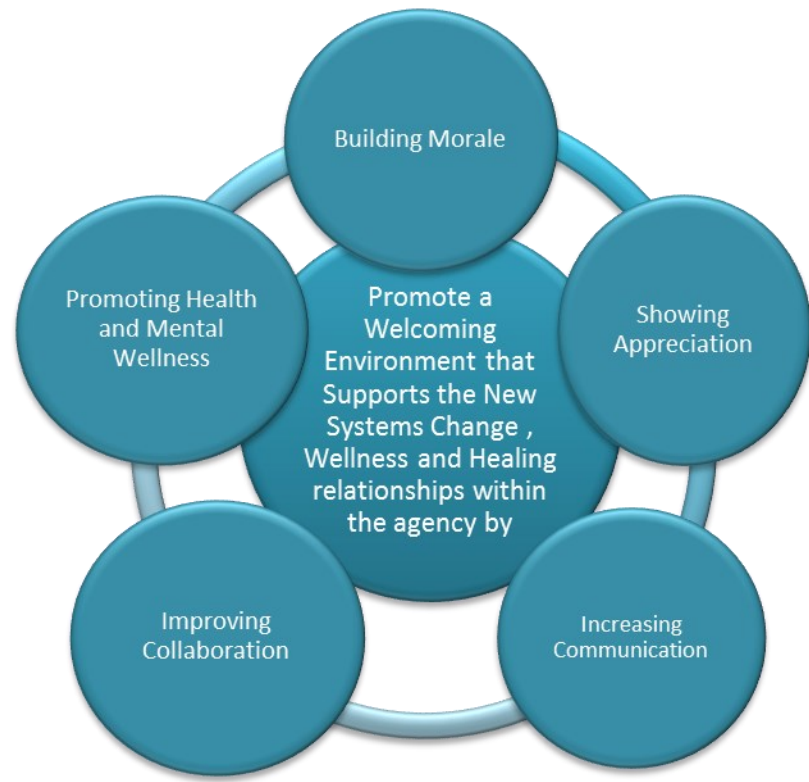 Building Morale
Promoting Health
and Mental
Wellness
Promote a
Welcoming
Environment that
Supports the New
Systems Change ,
Wellness and Healing
relationships within
the agency by
Showing
Appreciation
Improving
Collaboration
Increasing
Communication